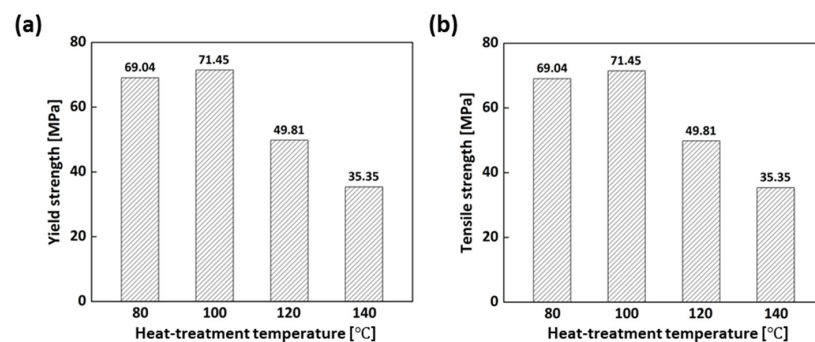 (a)
Yield strength [MPa]
80
60
40
20
0
69.04
71.45
49.81
35.35
80 100 120 140
Heat-treatment temperature [℃]
(b)
Tensile strength [MPa]
80
60
40
20
0
69.04
71.45
49.81
35.35
80 100 120 140
Heat-treatment temperature [℃]